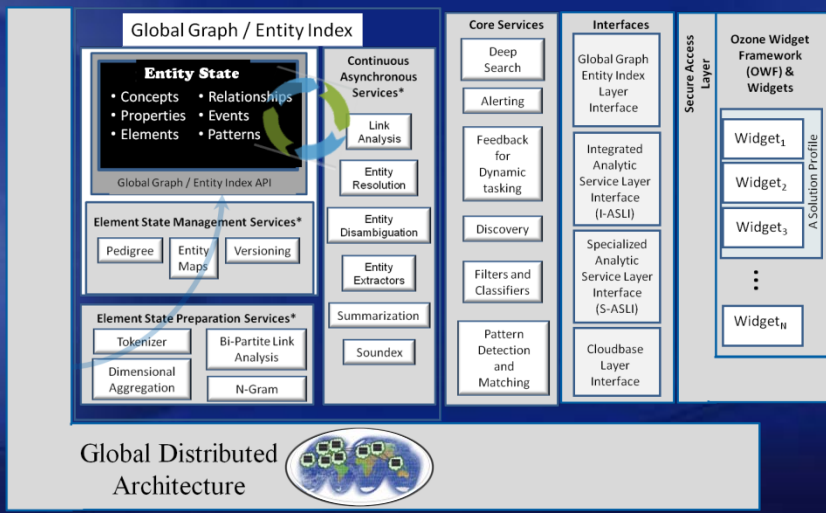 Global Graph / Entity Index
Entity State
• Concepts
• Properties
• Elements
• Relationships
• Events
• Patterns
Global Graph / Entity Index API
Element State Management Services*
Pedigree
Entity
Maps
Versioning
Element State Preparation Services*
Tokenizer
Dimensional
Aggregation
Bi-Partite Link
Analysis
N-Gram
Continuous
Asynchronous
Services*
Link
Analysis
Entity
Resolution
Entity
Disambiguation
Entity
Extractors
Summarization
Soundex
Core Services
Deep
Search
Alerting
Feedback
for
Dynamic
tasking
Discovery
Filters and
Classifiers
Pattern
Detection
and
Matching
Interfaces
Global Graph
Entity Index
Layer
Interface
Integrated
Analytic
Service Layer
Interface
(I-ASLI)
Specialized
Analytic
Service Layer
Interface
(S-ASLI)
Cloudbase
Layer
Interface
Secure Access
Layer
Ozone Widget
Framework
(OWF) &
Widgets
Widget1
Widget2
Widget3
A Solution Profile
WidgetN
Global Distributed
Architecture